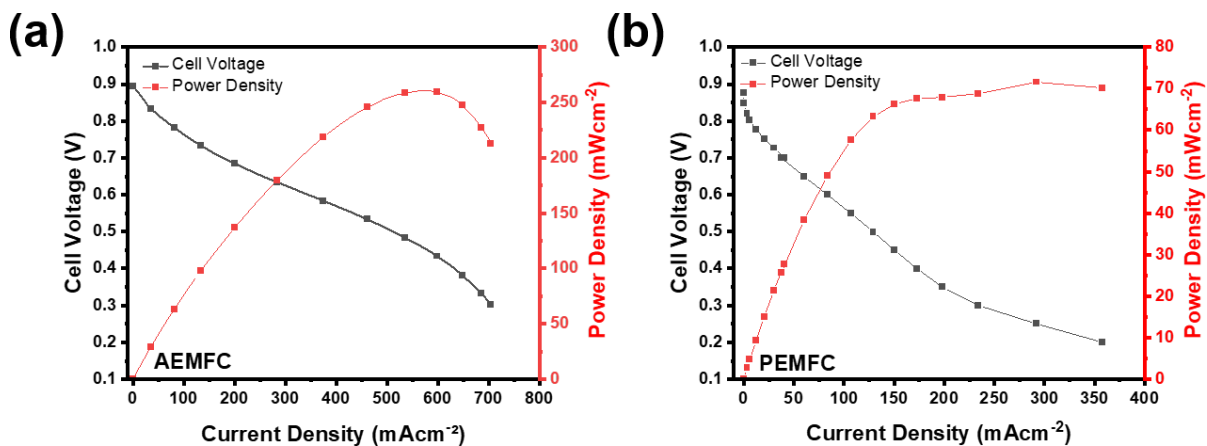 (a)
Cell Voltage
Power Density
AEMFC
Cell Voltage (V)
1.0
0.9
0.8
0.7
0.6
0.5
0.4
0.3
0.2
0.1
0 100 200 300 400 500 600 700 800
Current Density (mAcm⁻²)
300
250
200
150
100
50
0
Power Density (mWcm⁻²)
(b)
Cell Voltage
Power Density
PEMFC
Cell Voltage (V)
1.0
0.9
0.8
0.7
0.6
0.5
0.4
0.3
0.2
0.1
0 50 100 150 200 250 300 350 400
Current Density (mAcm⁻²)
80
70
60
50
40
30
20
10
0
Power Density (mWcm⁻²)